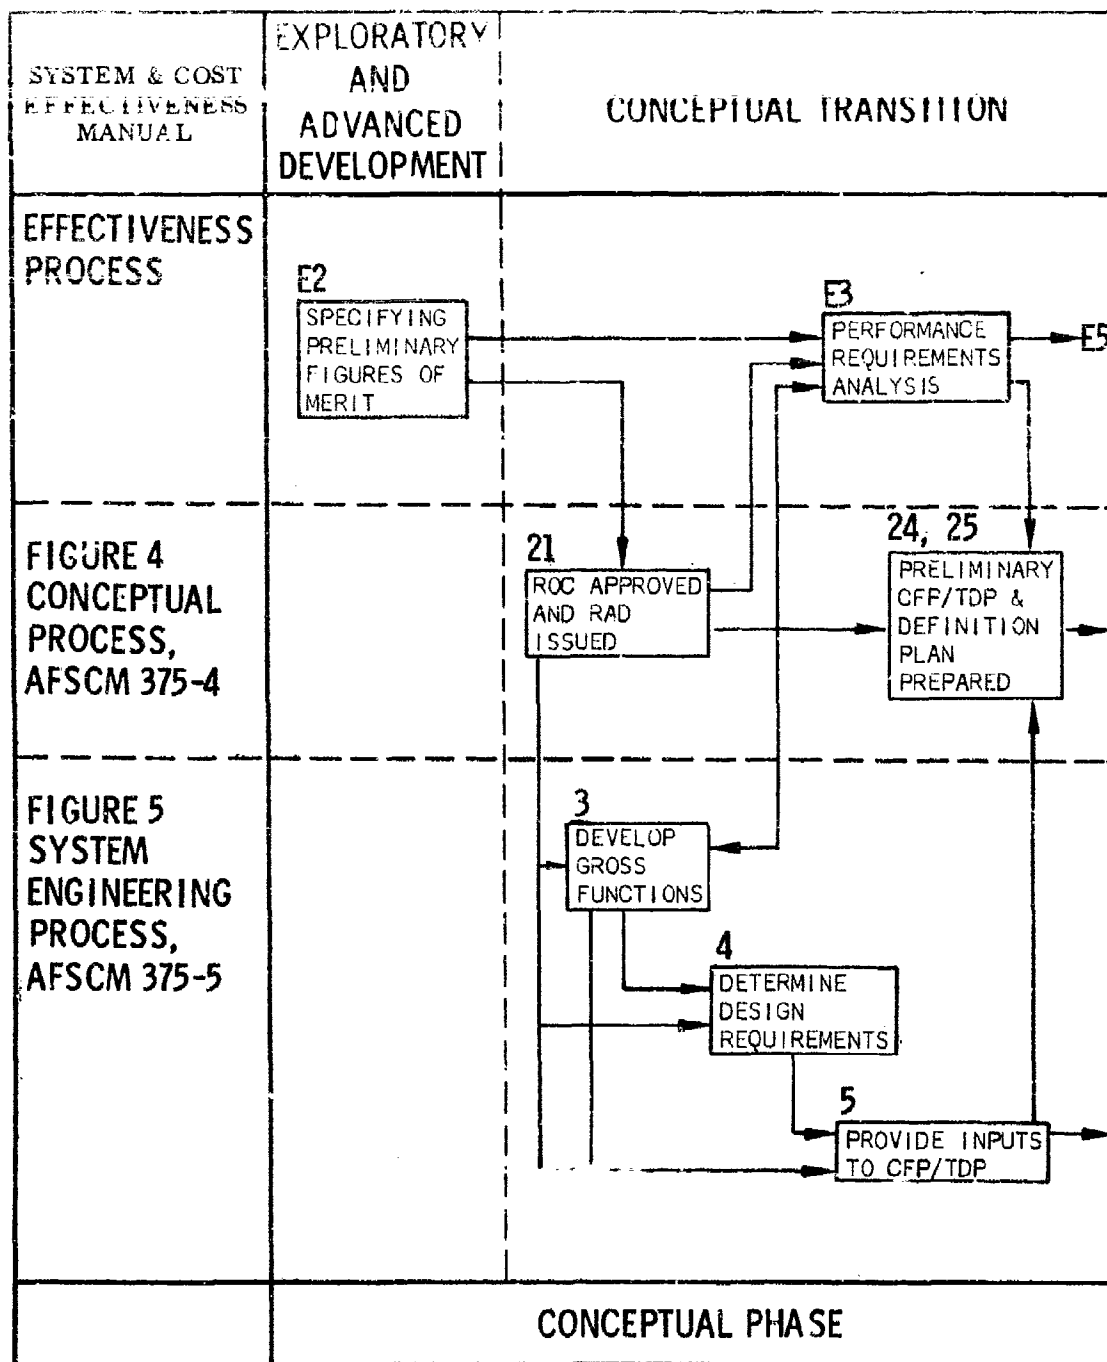 SYSTEM & COST
EFFECTIVENESS
MANUAL
EXPLORATORY
AND
ADVANCED
DEVELOPMENT
CONCEPTUAL TRANSITION
EFFECTIVENESS
PROCESS
E2
SPECIFYING
PRELIMINARY
FIGURES OF
MERIT
E3
PERFORMANCE
REQUIREMENTS
ANALYSIS
E5
FIGURE 4
CONCEPTUAL
PROCESS,
AFSCM 375-4
21
ROC APPROVED
AND RAD
ISSUED
24, 25
PRELIMINARY
CFP/TDP &
DEFINITION
PLAN
PREPARED
FIGURE 5
SYSTEM
ENGINEERING
PROCESS,
AFSCM 375-5
3
DEVELOP
GROSS
FUNCTIONS
4
DETERMINE
DESIGN
REQUIREMENTS
5
PROVIDE INPUTS
TO CFP/TDP
CONCEPTUAL PHASE